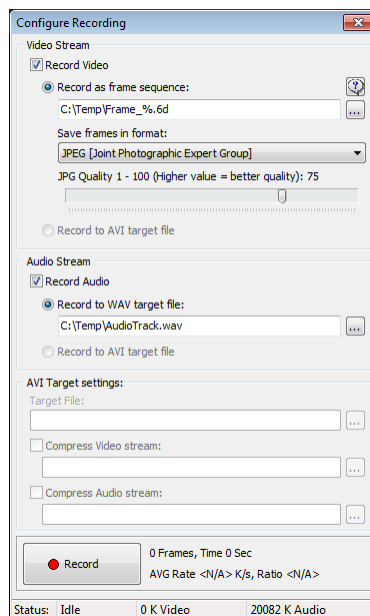 Configure Recording
Video Stream
Record Video
Record as frame sequence:
C:\Temp\Frame_%.6d
...
Save frames in format:
JPEG [Joint Photographic Expert Group]
JPG Quality 1 - 100 (Higher value = better quality): 75
Record to AVI target file
Audio Stream
Record Audio
Record to WAV target file:
C:\Temp\AudioTrack.wav
...
Record to AVI target file
AVI Target settings:
Target File:
...
Compress Video stream:
...
Compress Audio stream:
...
Record
0 Frames, Time 0 Sec
AVG Rate <N/A> K/s, Ratio <N/A>
Status: Idle 0 K Video 20082 K Audio